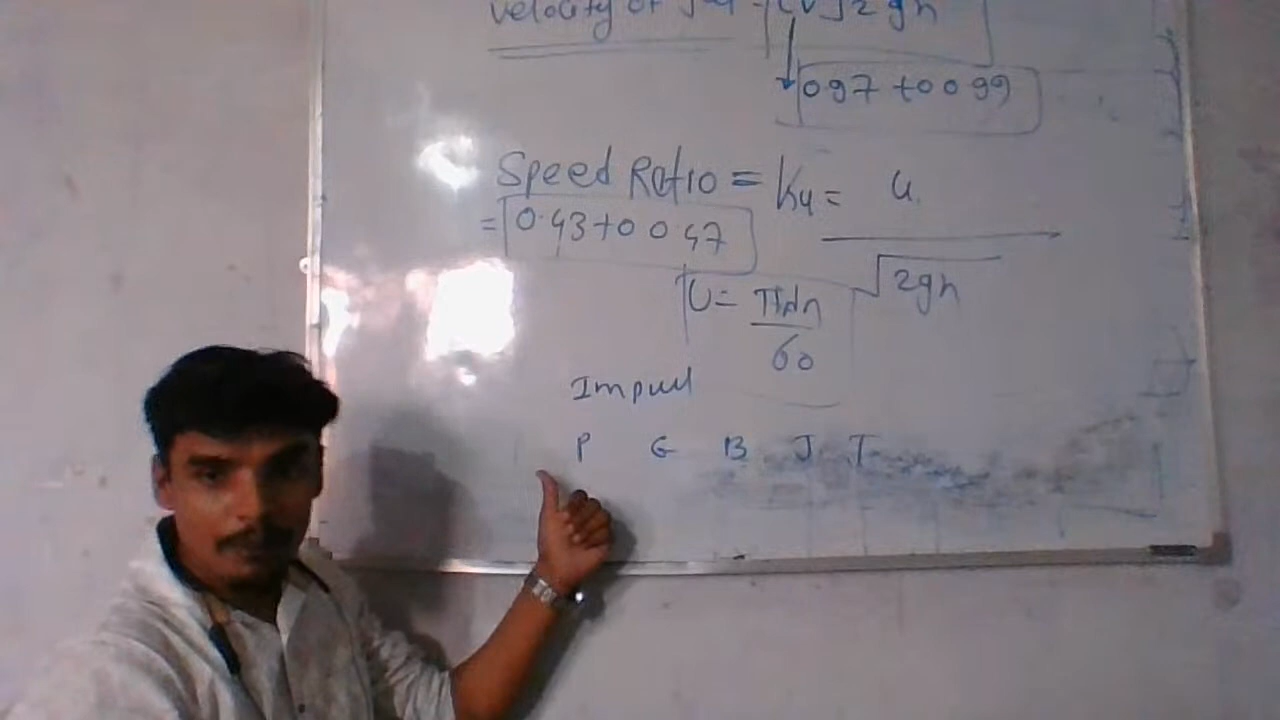 velocity of Jet = Cv √2gh
0.97 to 0.99
Speed Ratio = Ku = u
= 0.43 to 0.47
√2gh
U = πdn
60
Impul
P G B J T